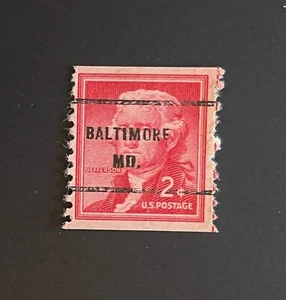 BALTIMORE
MD.
JEFFERSON
2¢
U.S.POSTAGE